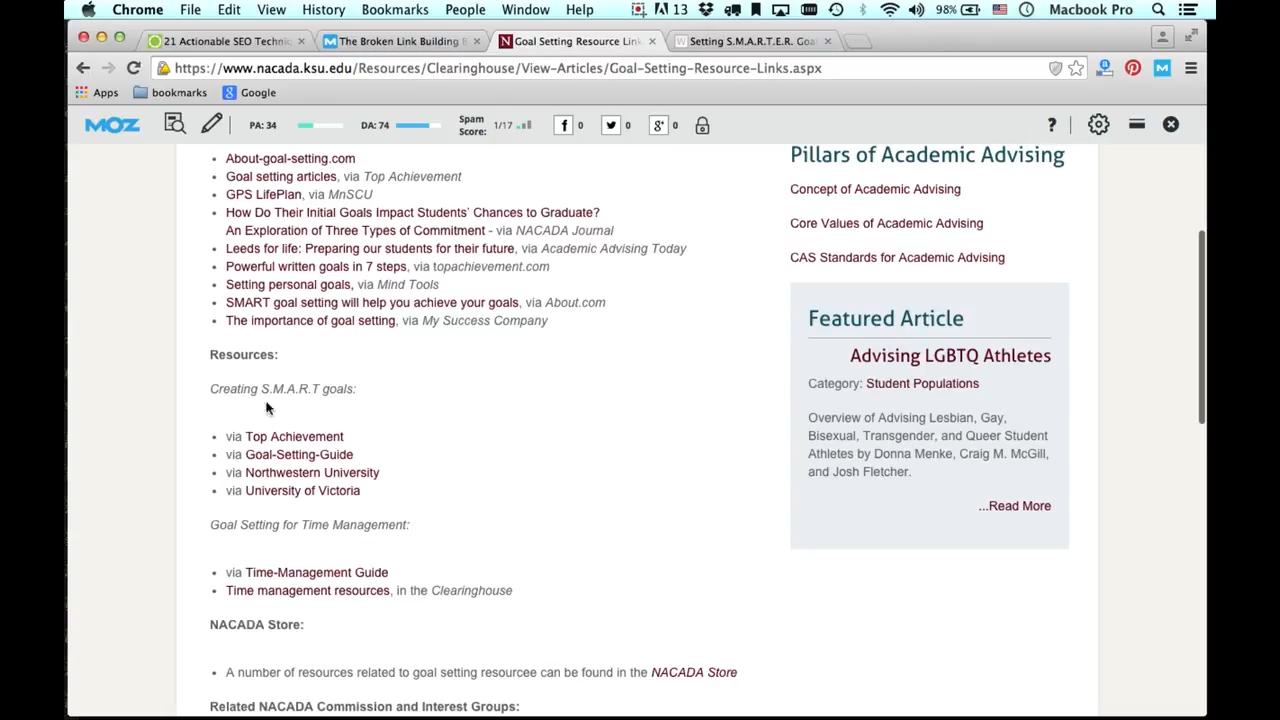 Chrome File Edit View History Bookmarks People Window Help 13 98% Macbook Pro
21 Actionable SEO Techniq
The Broken Link Building B
Goal Setting Resource Link
Setting S.M.A.R.T.E.R. Goa
https://www.nacada.ksu.edu/Resources/Clearinghouse/View-Articles/Goal-Setting-Resource-Links.aspx
Apps bookmarks Google
MOZ PA: 34 DA: 74 Spam Score: 1/17 0 0 0 ?
About-goal-setting.com
Goal setting articles, via Top Achievement
GPS LifePlan, via MnSCU
How Do Their Initial Goals Impact Students' Chances to Graduate?
An Exploration of Three Types of Commitment - via NACADA Journal
Leeds for life: Preparing our students for their future, via Academic Advising Today
Powerful written goals in 7 steps, via topachievement.com
Setting personal goals, via Mind Tools
SMART goal setting will help you achieve your goals, via About.com
The importance of goal setting, via My Success Company
Resources:
Creating S.M.A.R.T goals:
via Top Achievement
via Goal-Setting-Guide
via Northwestern University
via University of Victoria
Goal Setting for Time Management:
via Time-Management Guide
Time management resources, in the Clearinghouse
NACADA Store:
A number of resources related to goal setting resourcee can be found in the NACADA Store
Related NACADA Commission and Interest Groups:
Pillars of Academic Advising
Concept of Academic Advising
Core Values of Academic Advising
CAS Standards for Academic Advising
Featured Article
Advising LGBTQ Athletes
Category: Student Populations
Overview of Advising Lesbian, Gay,
Bisexual, Transgender, and Queer Student
Athletes by Donna Menke, Craig M. McGill,
and Josh Fletcher.
...Read More